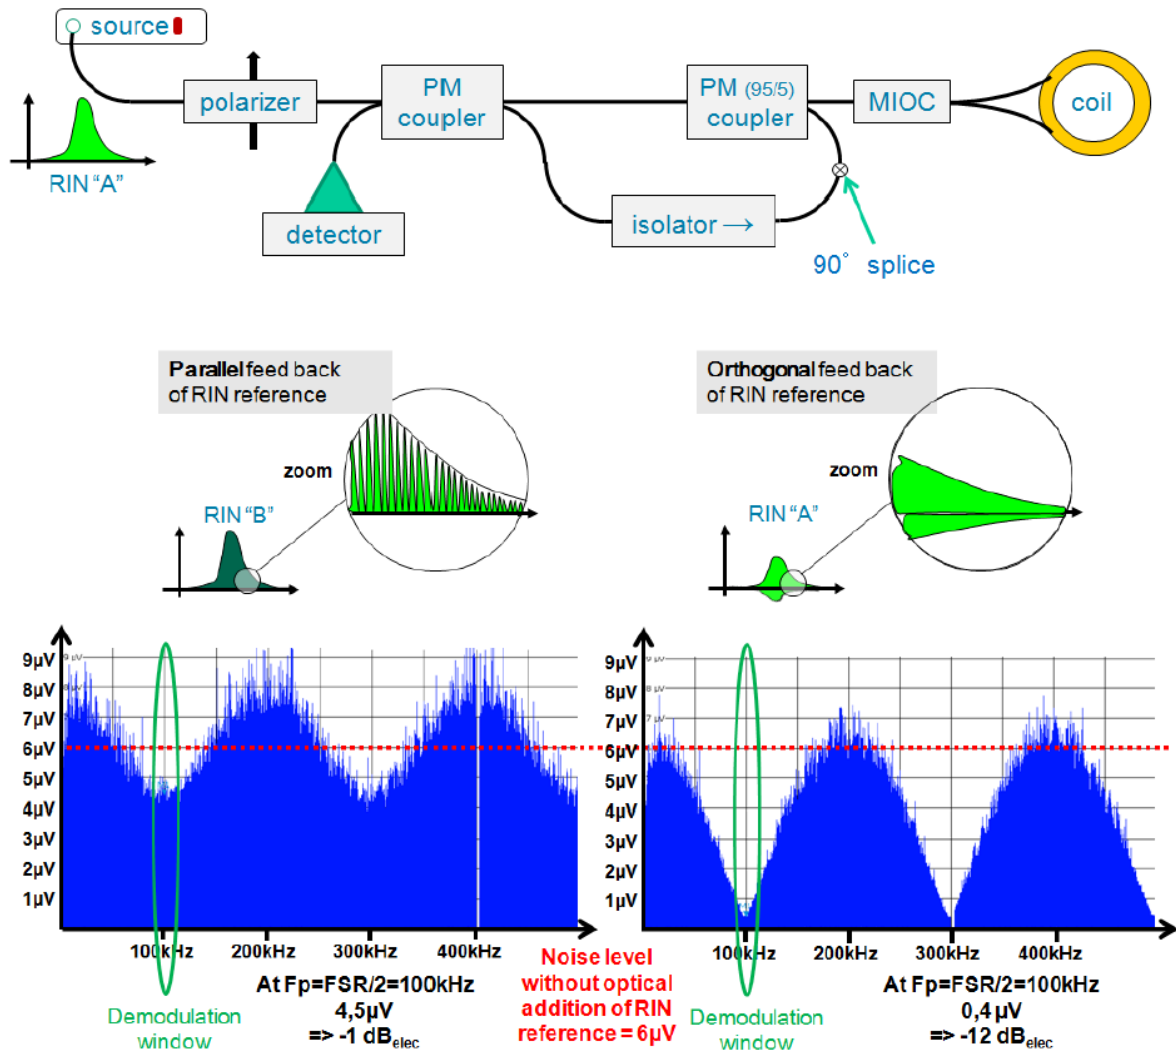 source
polarizer
PM
coupler
PM (95/5)
coupler
MIOC
coil
RIN “A”
detector
isolator →
90° splice
Parallel feed back
of RIN reference
zoom
RIN “B”
Orthogonal feed back
of RIN reference
zoom
RIN “A”
9µV
8µV
7µV
6µV
5µV
4µV
3µV
2µV
1µV
100kHz
200kHz
300kHz
400kHz
At Fp=FSR/2=100kHz
4,5µV
=> -1 dBelec
Demodulation
window
Noise level
without optical
addition of RIN
reference = 6µV
9µV
8µV
7µV
6µV
5µV
4µV
3µV
2µV
1µV
100kHz
200kHz
300kHz
400kHz
At Fp=FSR/2=100kHz
0,4µV
=> -12 dBelec
Demodulation
window